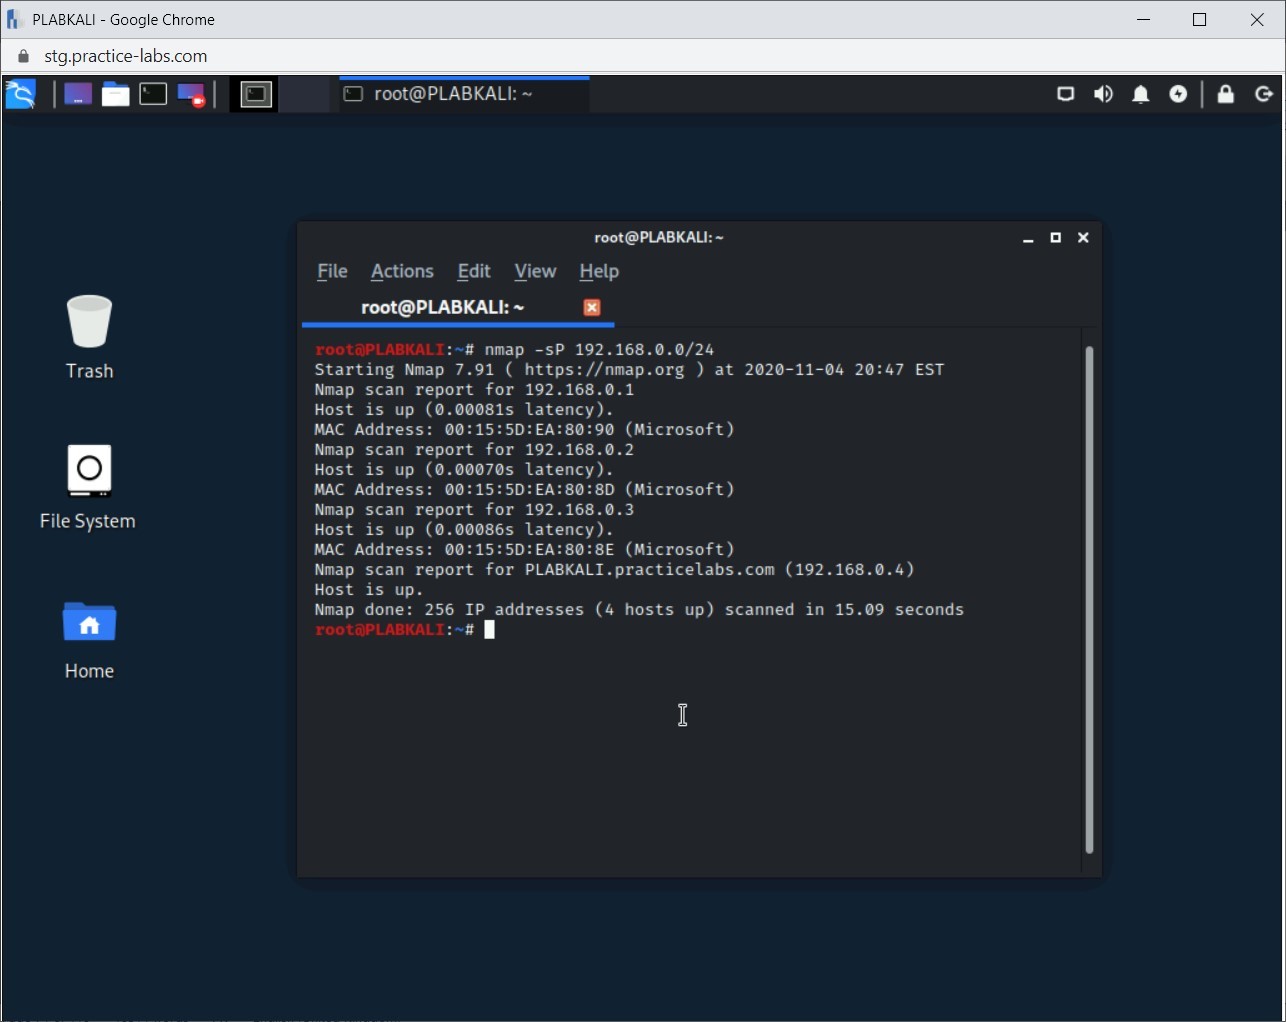 PLABKALI - Google Chrome
stg.practice-labs.com
root@PLABKALI: ~
root@PLABKALI: ~
File Actions Edit View Help
root@PLABKALI: ~
Trash
File System
Home
root@PLABKALI:~# nmap -sP 192.168.0.0/24
Starting Nmap 7.91 ( https://nmap.org ) at 2020-11-04 20:47 EST
Nmap scan report for 192.168.0.1
Host is up (0.00081s latency).
MAC Address: 00:15:5D:EA:80:90 (Microsoft)
Nmap scan report for 192.168.0.2
Host is up (0.00070s latency).
MAC Address: 00:15:5D:EA:80:8D (Microsoft)
Nmap scan report for 192.168.0.3
Host is up (0.00086s latency).
MAC Address: 00:15:5D:EA:80:8E (Microsoft)
Nmap scan report for PLABKALI.practicelabs.com (192.168.0.4)
Host is up.
Nmap done: 256 IP addresses (4 hosts up) scanned in 15.09 seconds
root@PLABKALI:~#